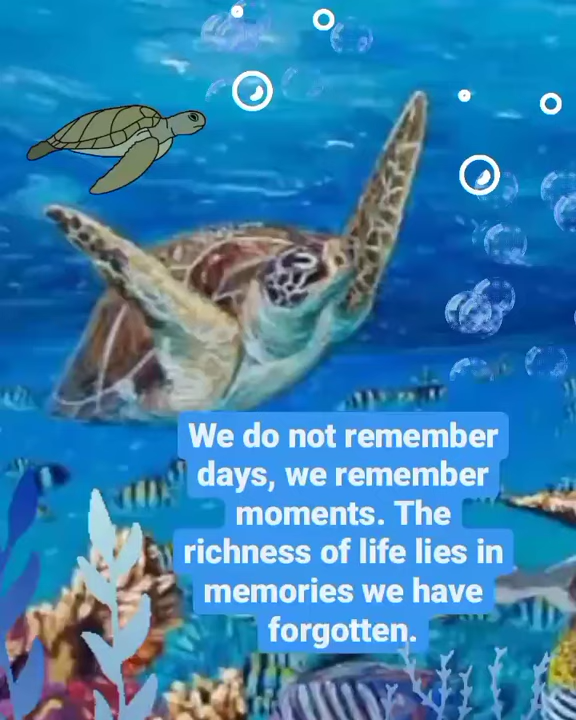 We do not remember
days, we remember
moments. The
richness of life lies in
memories we have
forgotten.